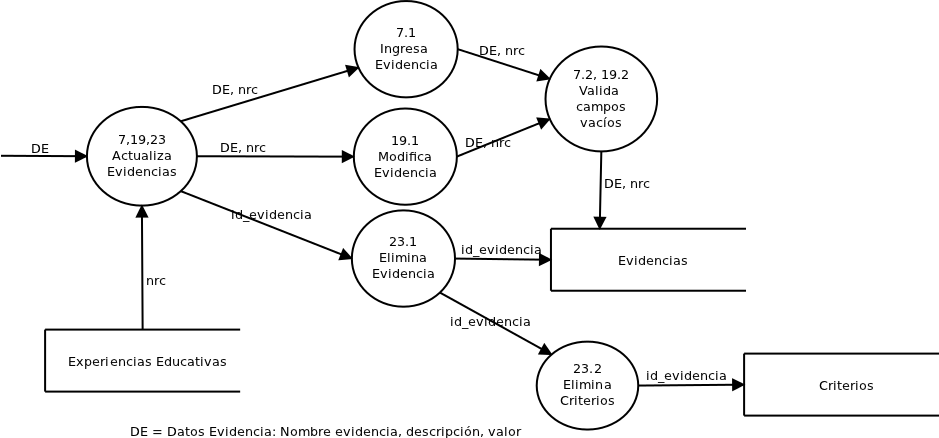 7.1
Ingresa
Evidencia
DE, nrc
DE, nrc
7.2, 19.2
Valida
campos
vacíos
DE
7,19,23
Actualiza
Evidencias
DE, nrc
19.1
Modifica
Evidencia
DE, nrc
DE, nrc
id_evidencia
23.1
Elimina
Evidencia
id_evidencia
Evidencias
nrc
id_evidencia
Experiencias Educativas
23.2
Elimina
Criterios
id_evidencia
Criterios
DE = Datos Evidencia: Nombre evidencia, descripción, valor